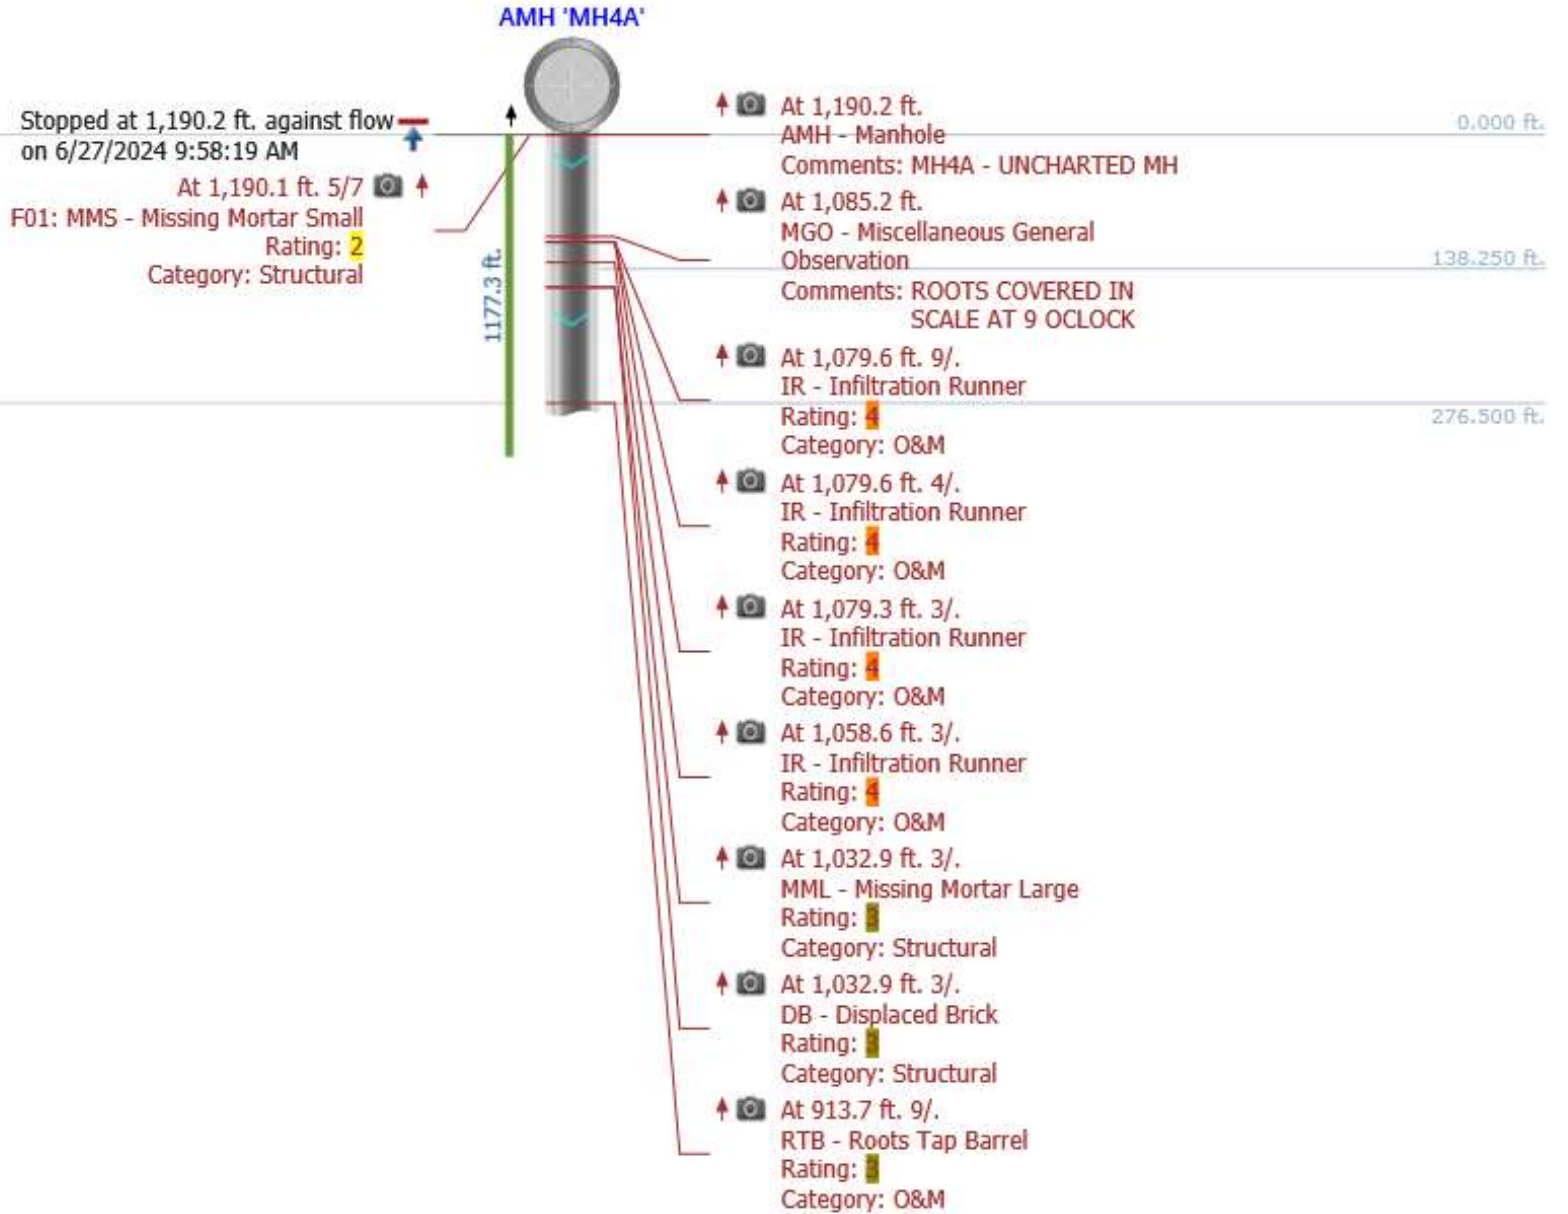 AMH 'MH4A'
Stopped at 1,190.2 ft. against flow
on 6/27/2024 9:58:19 AM
At 1,190.1 ft. 5/7
F01: MMS - Missing Mortar Small
Rating: 2
Category: Structural
1177.3 ft.
At 1,190.2 ft.
AMH - Manhole
Comments: MH4A - UNCHARTED MH
0.000 ft.
At 1,085.2 ft.
MGO - Miscellaneous General
Observation
138.250 ft.
Comments: ROOTS COVERED IN
SCALE AT 9 OCLOCK
At 1,079.6 ft. 9/.
IR - Infiltration Runner
Rating: 4
276.500 ft.
Category: O&M
At 1,079.6 ft. 4/.
IR - Infiltration Runner
Rating: 4
Category: O&M
At 1,079.3 ft. 3/.
IR - Infiltration Runner
Rating: 4
Category: O&M
At 1,058.6 ft. 3/.
IR - Infiltration Runner
Rating: 4
Category: O&M
At 1,032.9 ft. 3/.
MML - Missing Mortar Large
Rating: 3
Category: Structural
At 1,032.9 ft. 3/.
DB - Displaced Brick
Rating: 3
Category: Structural
At 913.7 ft. 9/.
RTB - Roots Tap Barrel
Rating: 3
Category: O&M